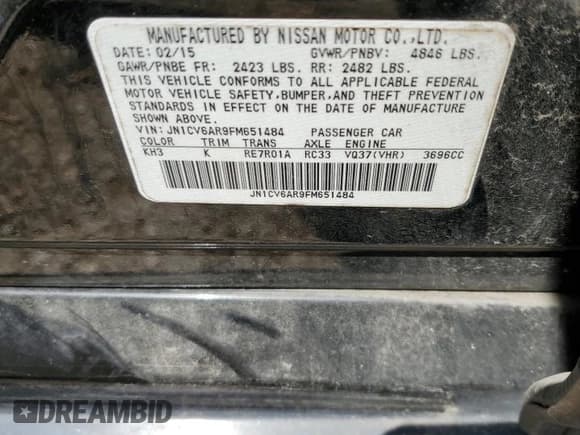 MANUFACTURED BY NISSAN MOTOR CO.,LTD.
DATE: 02/15 GVWR/PNBV: 4846 LBS.
GAWR/PNBE FR: 2423 LBS. RR: 2482 LBS.
THIS VEHICLE CONFORMS TO ALL APPLICABLE FEDERAL
MOTOR VEHICLE SAFETY,BUMPER,AND THEFT PREVENTION
STANDARDS IN EFFECT ON THE DATE OF MANUFACTURE
SHOWN ABOVE.
VIN: JN1CV6AR9FM651484 PASSENGER CAR
COLOR TRIM TRANS AXLE ENGINE
KH3 K RE7R01A RC33 VQ37(VHR) 3696CC
JN1CV6AR9FM651484
DREAMBID